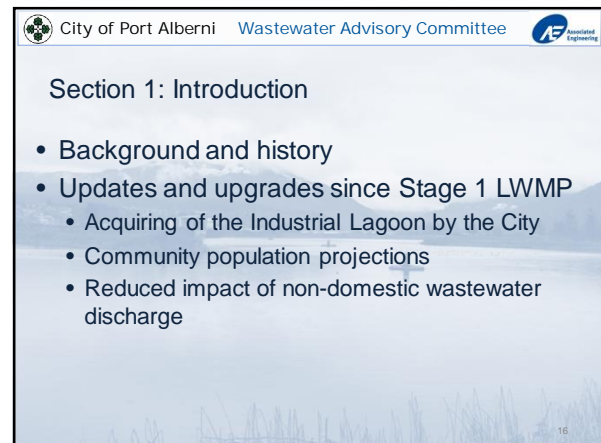 City of Port Alberni Wastewater Advisory Committee
AE Associated
Engineering
Section 1: Introduction
• Background and history
• Updates and upgrades since Stage 1 LWMP
• Acquiring of the Industrial Lagoon by the City
• Community population projections
• Reduced impact of non-domestic wastewater
discharge
16